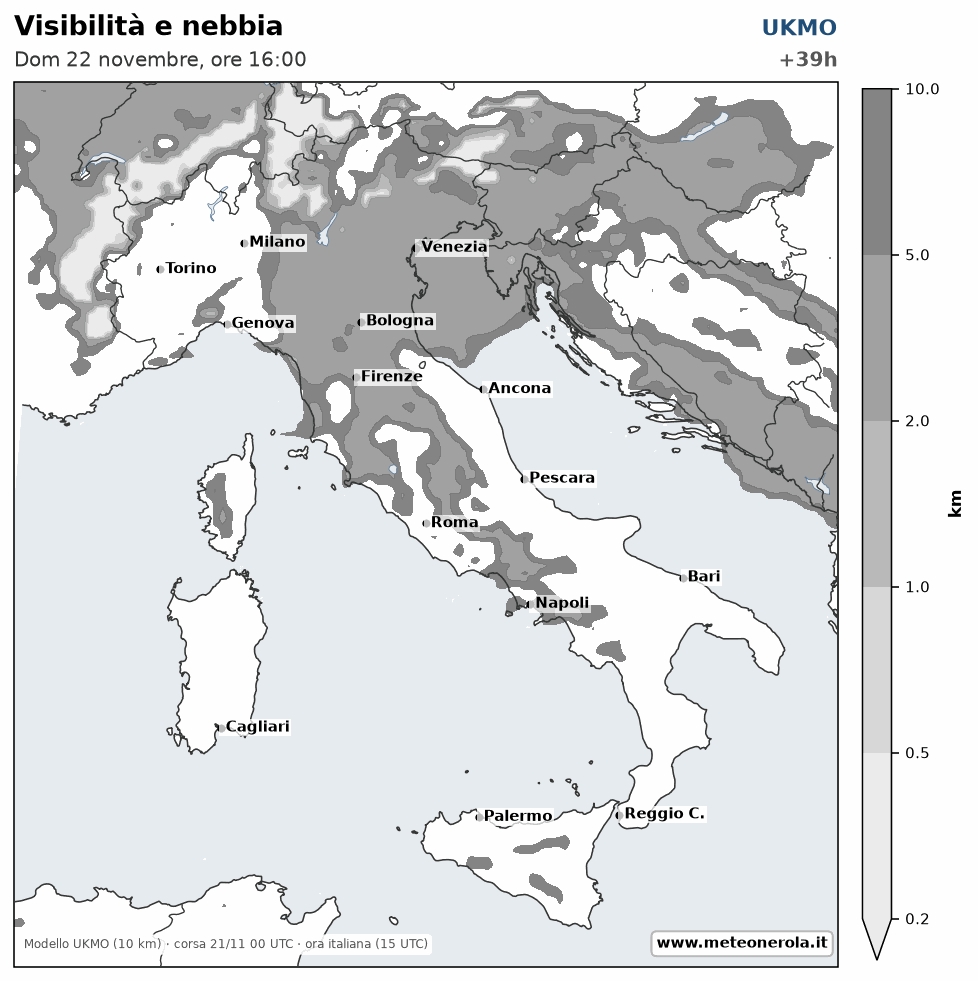 Visibilità e nebbia
UKMO
Dom 22 novembre, ore 16:00
+39h
10.0
5.0
2.0
1.0
0.5
0.2
km
Milano
Venezia
Torino
Genova
Bologna
Firenze
Ancona
Pescara
Roma
Bari
Napoli
Cagliari
Palermo
Reggio C.
Modello UKMO (10 km) · corsa 21/11 00 UTC · ora italiana (15 UTC)
www.meteonerola.it